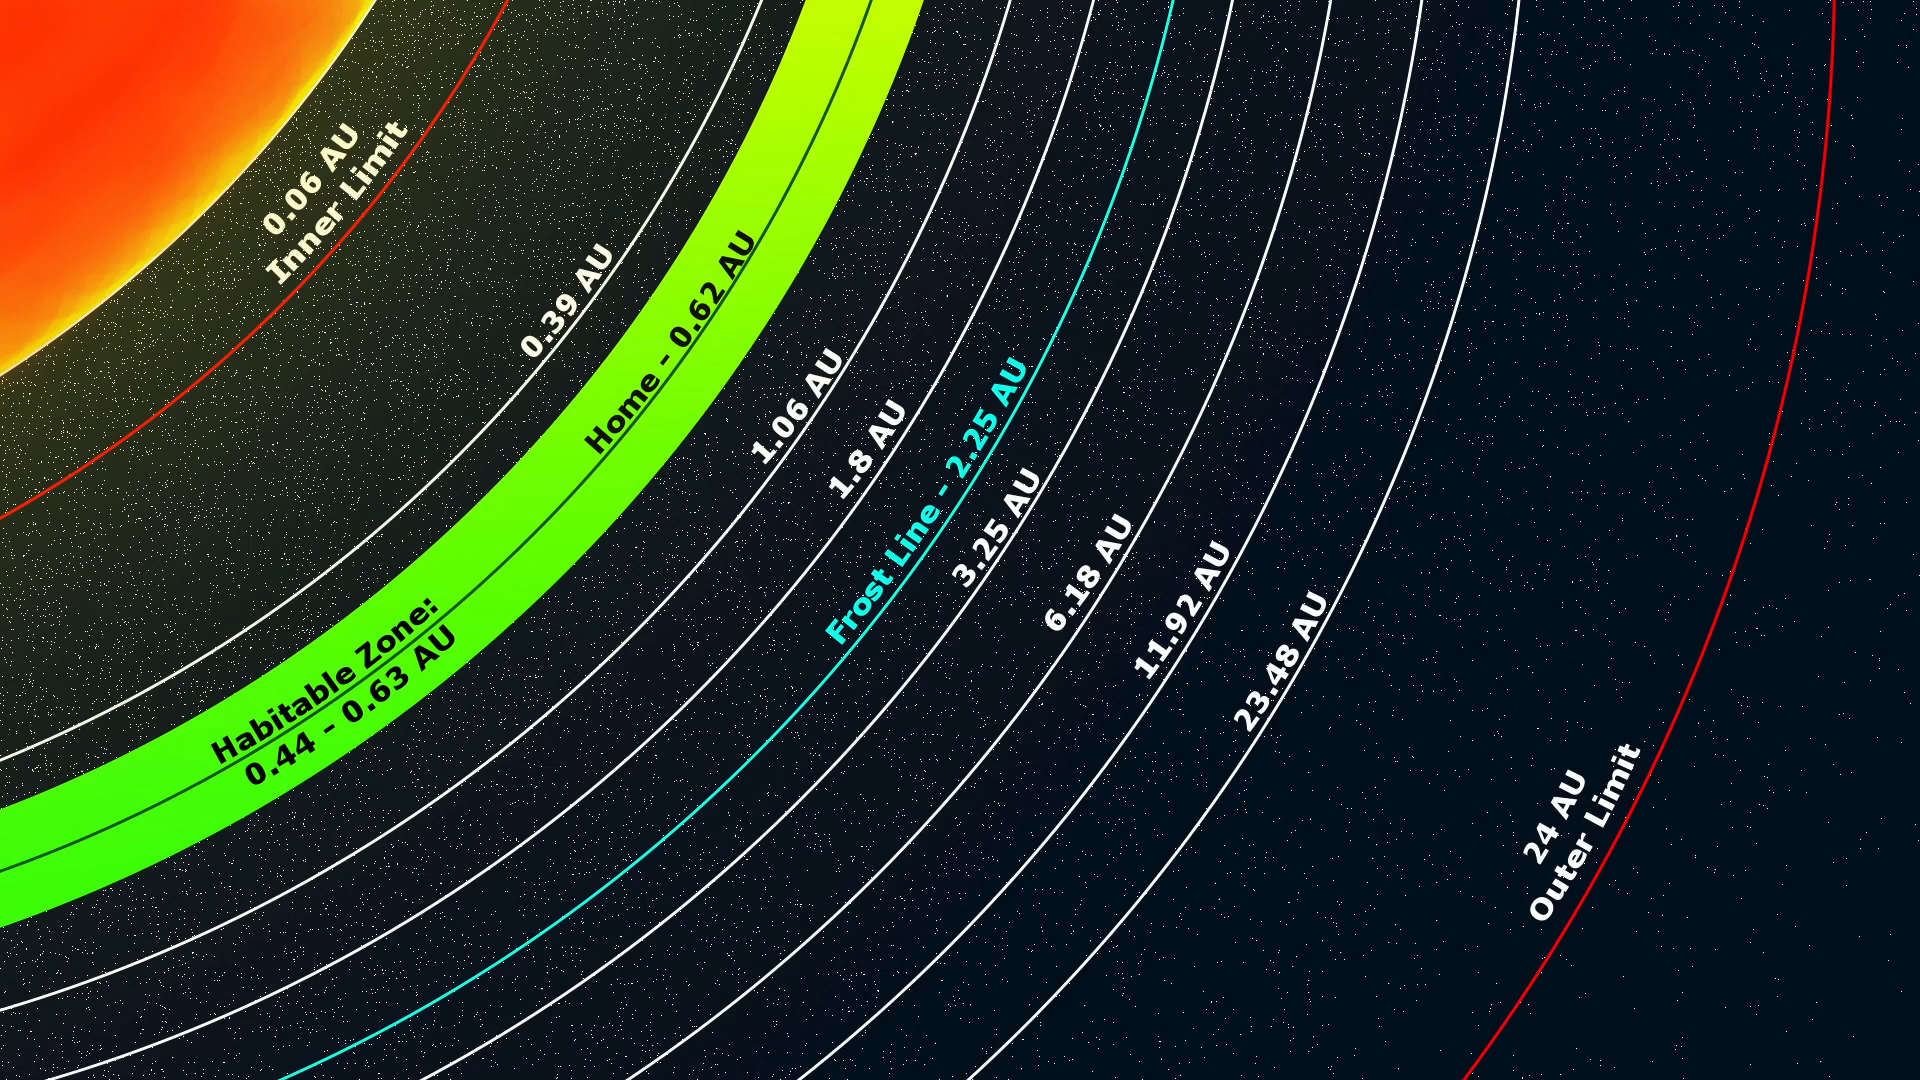 0.06 AU
Inner Limit
0.39 AU
Habitable Zone:
0.44 - 0.63 AU
Home - 0.62 AU
1.06 AU
1.8 AU
Frost Line - 2.25 AU
3.25 AU
6.18 AU
11.92 AU
23.48 AU
24 AU
Outer Limit